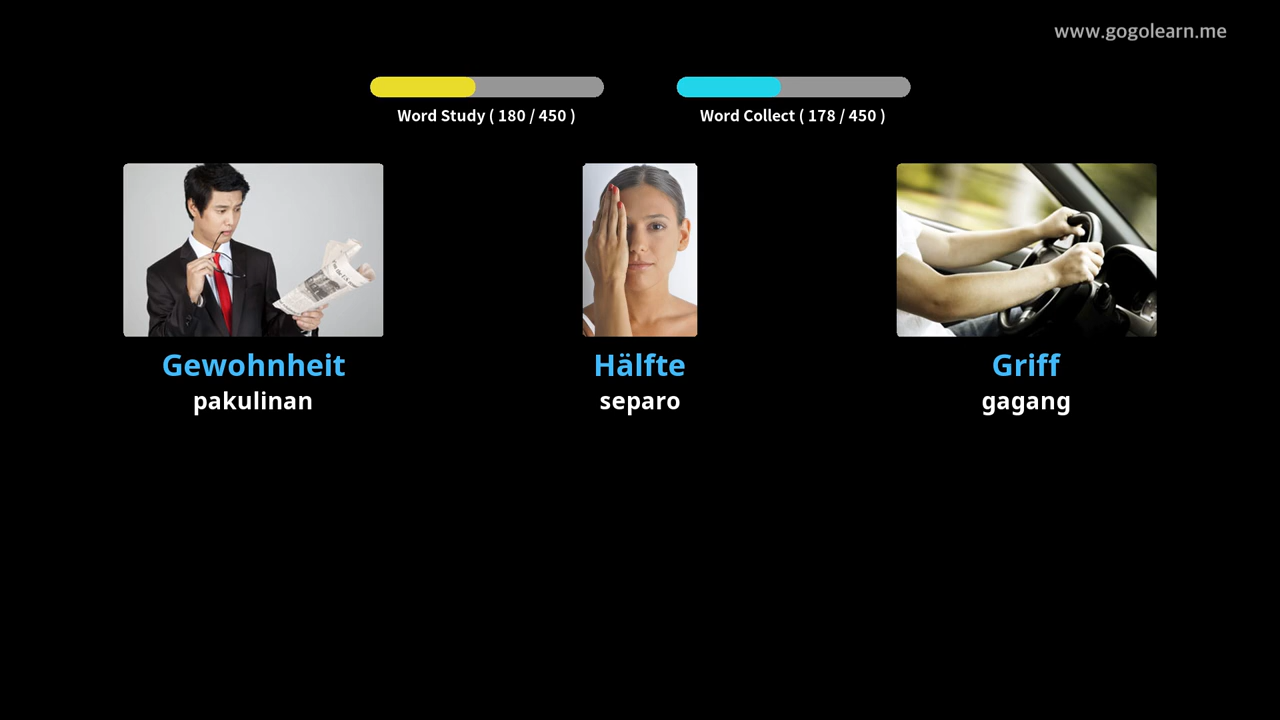 www.gogolearn.me
Word Study ( 180 / 450 )
Word Collect ( 178 / 450 )
Gewohnheit
pakulinan
Hälfte
separo
Griff
gagang